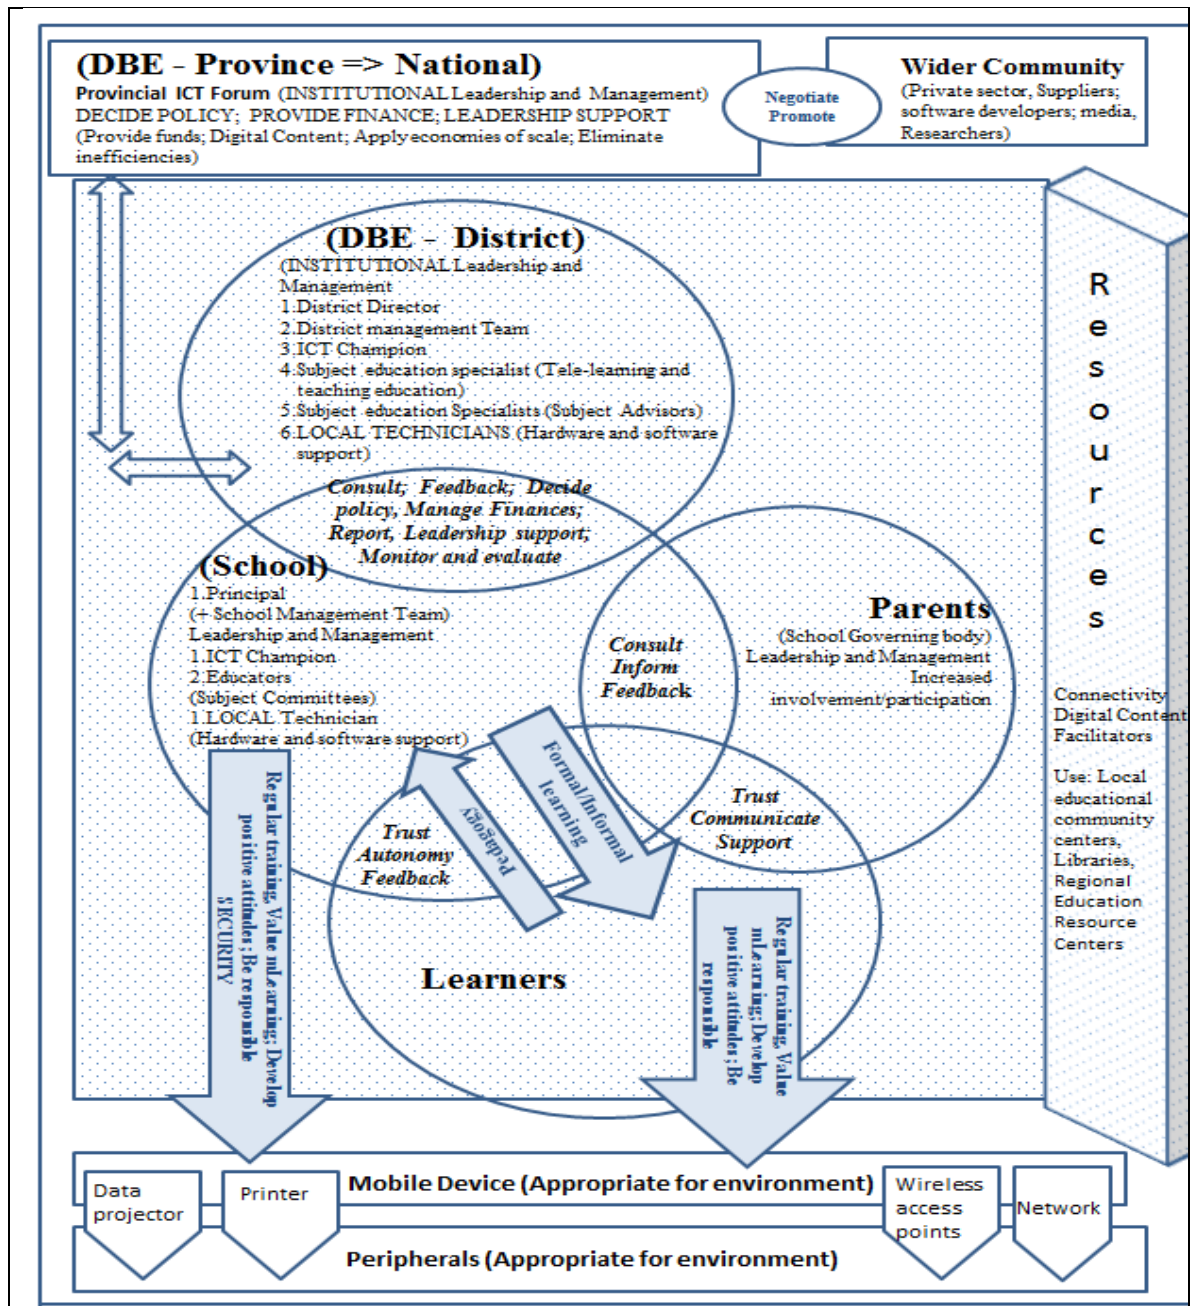 (DBE - Province => National)
Provincial ICT Forum (INSTITUTIONAL Leadership and Management)
DECIDE POLICY; PROVIDE FINANCE; LEADERSHIP SUPPORT
(Provide funds; Digital Content; Apply economies of scale; Eliminate
inefficiencies)
Negotiate
Promote
Wider Community
(Private sector, Suppliers;
software developers; media,
Researchers)
(DBE - District)
(INSTITUTIONAL Leadership and
Management
1.District Director
2.District management Team
3.ICT Champion
4.Subject education specialist (Tele-learning and
teaching education)
5.Subject education Specialists (Subject Advisors)
6.LOCAL TECHNICIANS (Hardware and software
support)
Consult; Feedback; Decide
policy, Manage Finances;
Report, Leadership support;
Monitor and evaluate
(School)
1.Principal
(+ School Management Team)
Leadership and Management
1.ICT Champion
2.Educators
(Subject Committees)
1.LOCAL Technician
(Hardware and software support)
Consult
Inform
Feedback
Parents
(School Governing body)
Leadership and Management
Increased
involvement/participation
Formal/Informal
learning
Pedagogy
Trust
Autonomy
Feedback
Trust
Communicate
Support
Learners
Regular training, Value mLearning; Develop
positive attitudes; Be responsible
SECURITY
Regular training, Value
mLearning; Develop
positive attitudes; Be
responsible
Resources
Connectivity
Digital Content
Facilitators
Use: Local
educational
community
centers,
Libraries,
Regional
Education
Resource
Centers
Mobile Device (Appropriate for environment)
Data
projector
Printer
Wireless
access
points
Network
Peripherals (Appropriate for environment)